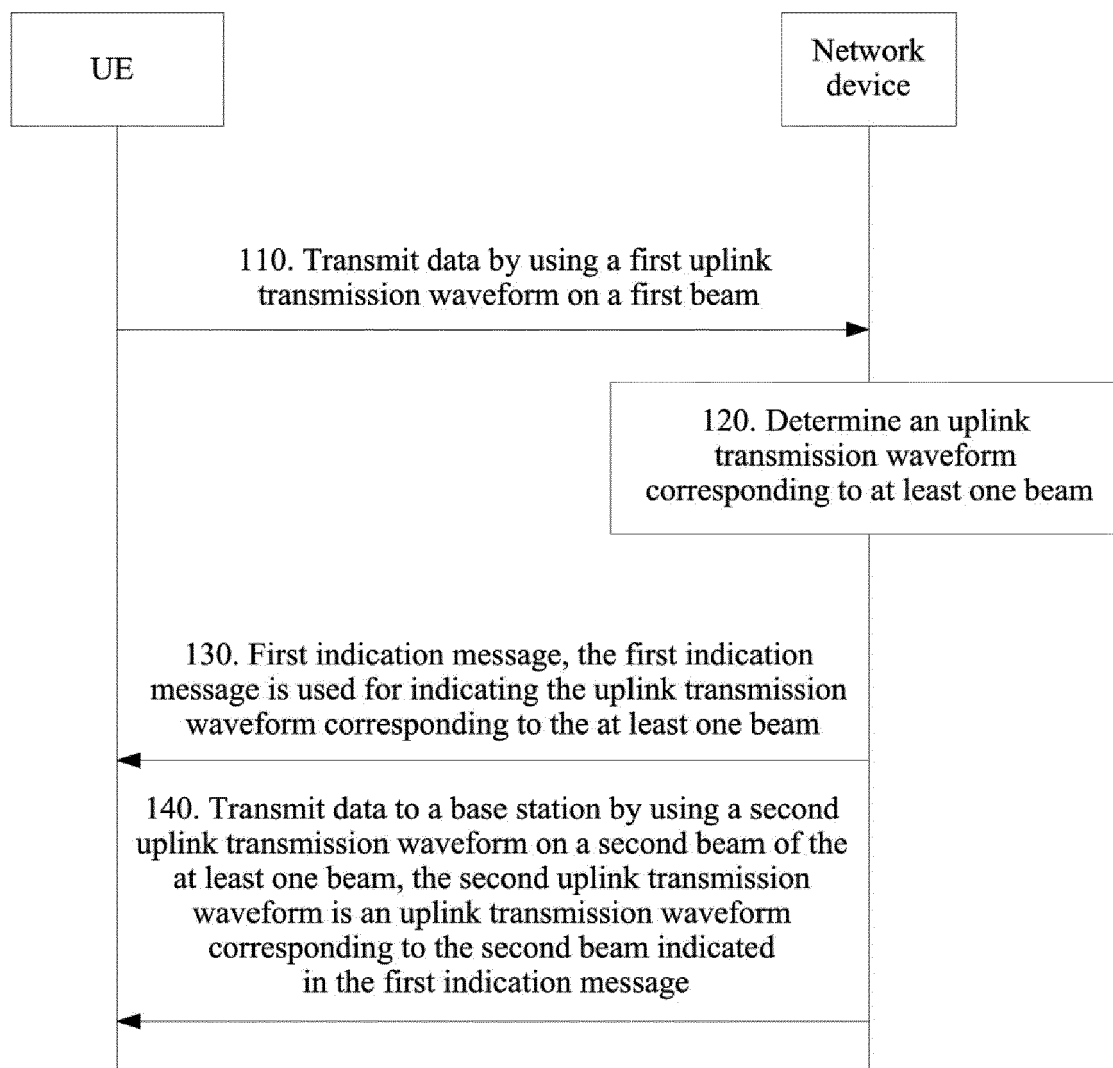 UE
Network
device
110. Transmit data by using a first uplink
transmission waveform on a first beam
120. Determine an uplink
transmission waveform
corresponding to at least one beam
130. First indication message, the first indication
message is used for indicating the uplink transmission
waveform corresponding to the at least one beam
140. Transmit data to a base station by using a second
uplink transmission waveform on a second beam of the
at least one beam, the second uplink transmission
waveform is an uplink transmission waveform
corresponding to the second beam indicated
in the first indication message